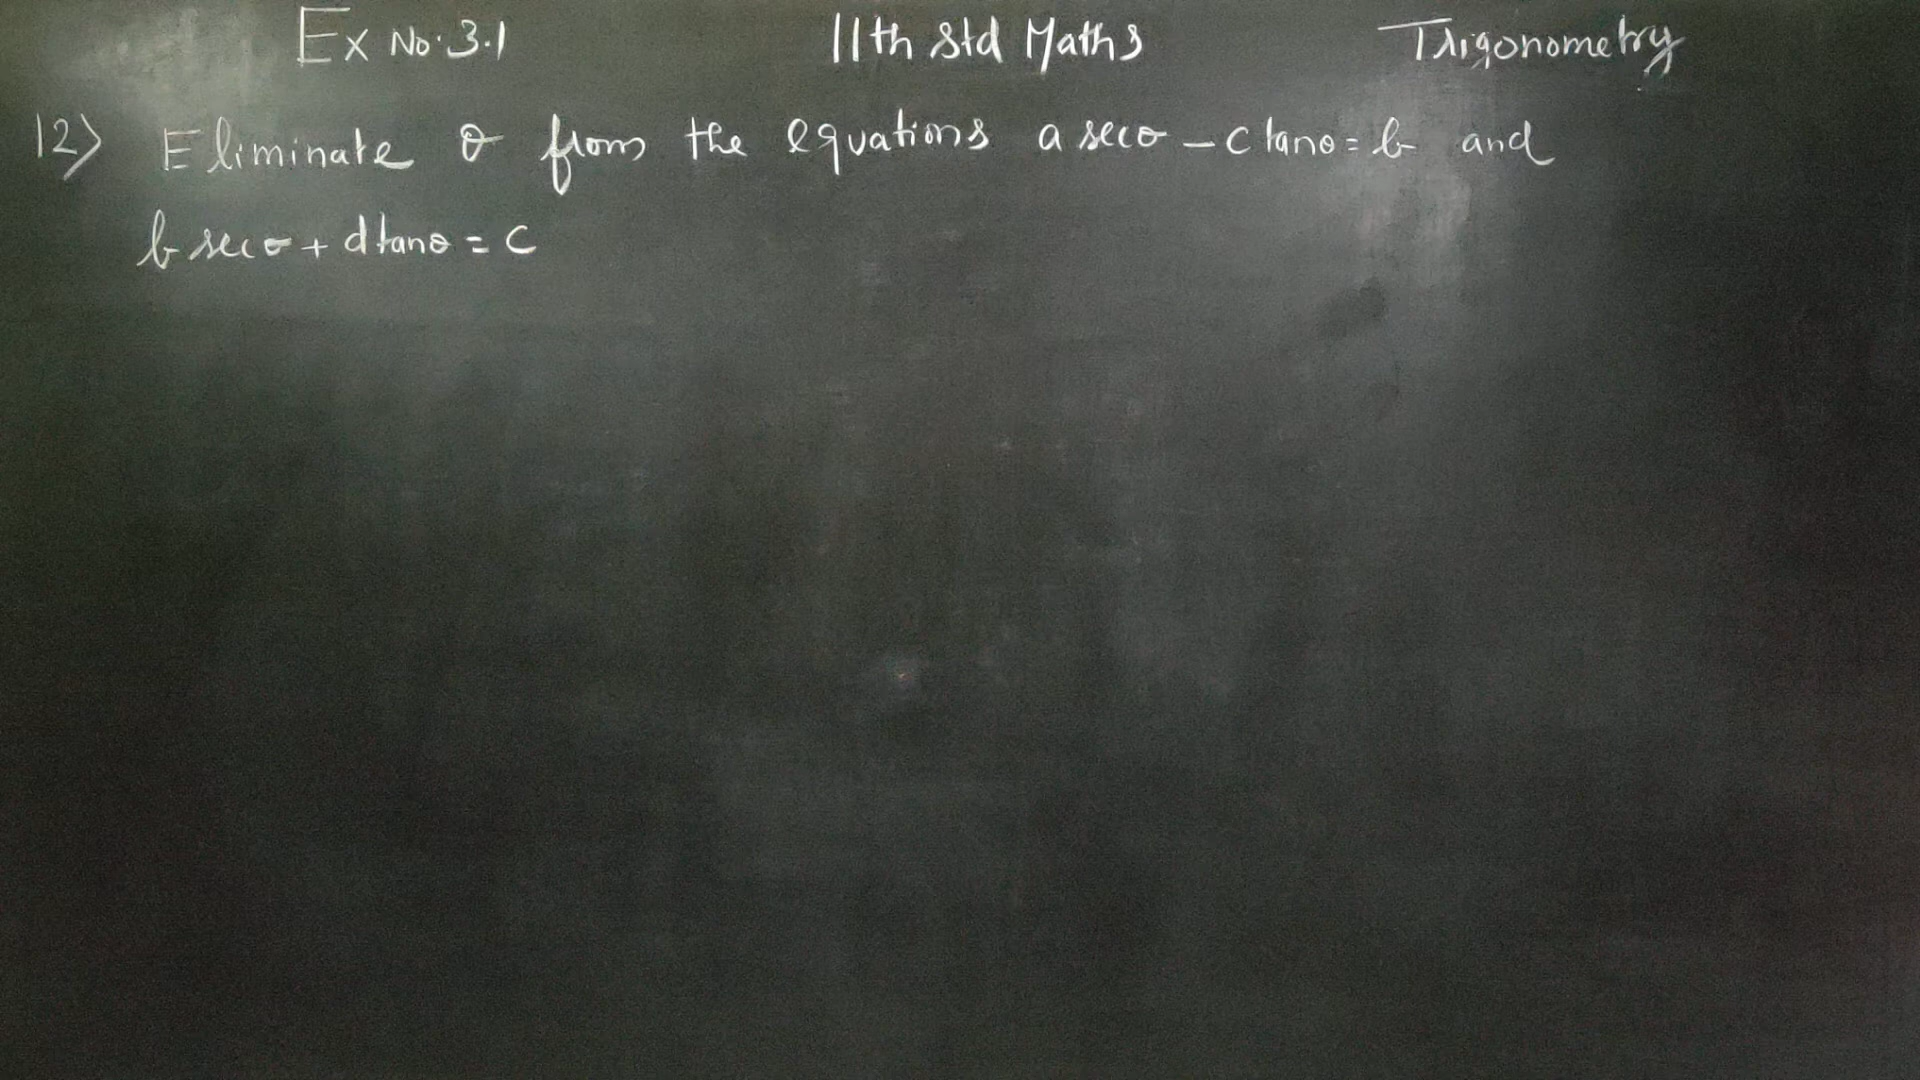 Ex No. 3.1 11th Std Maths Trigonometry
12) Eliminate θ from the equations a secθ - c tanθ = b and
b secθ + d tanθ = c